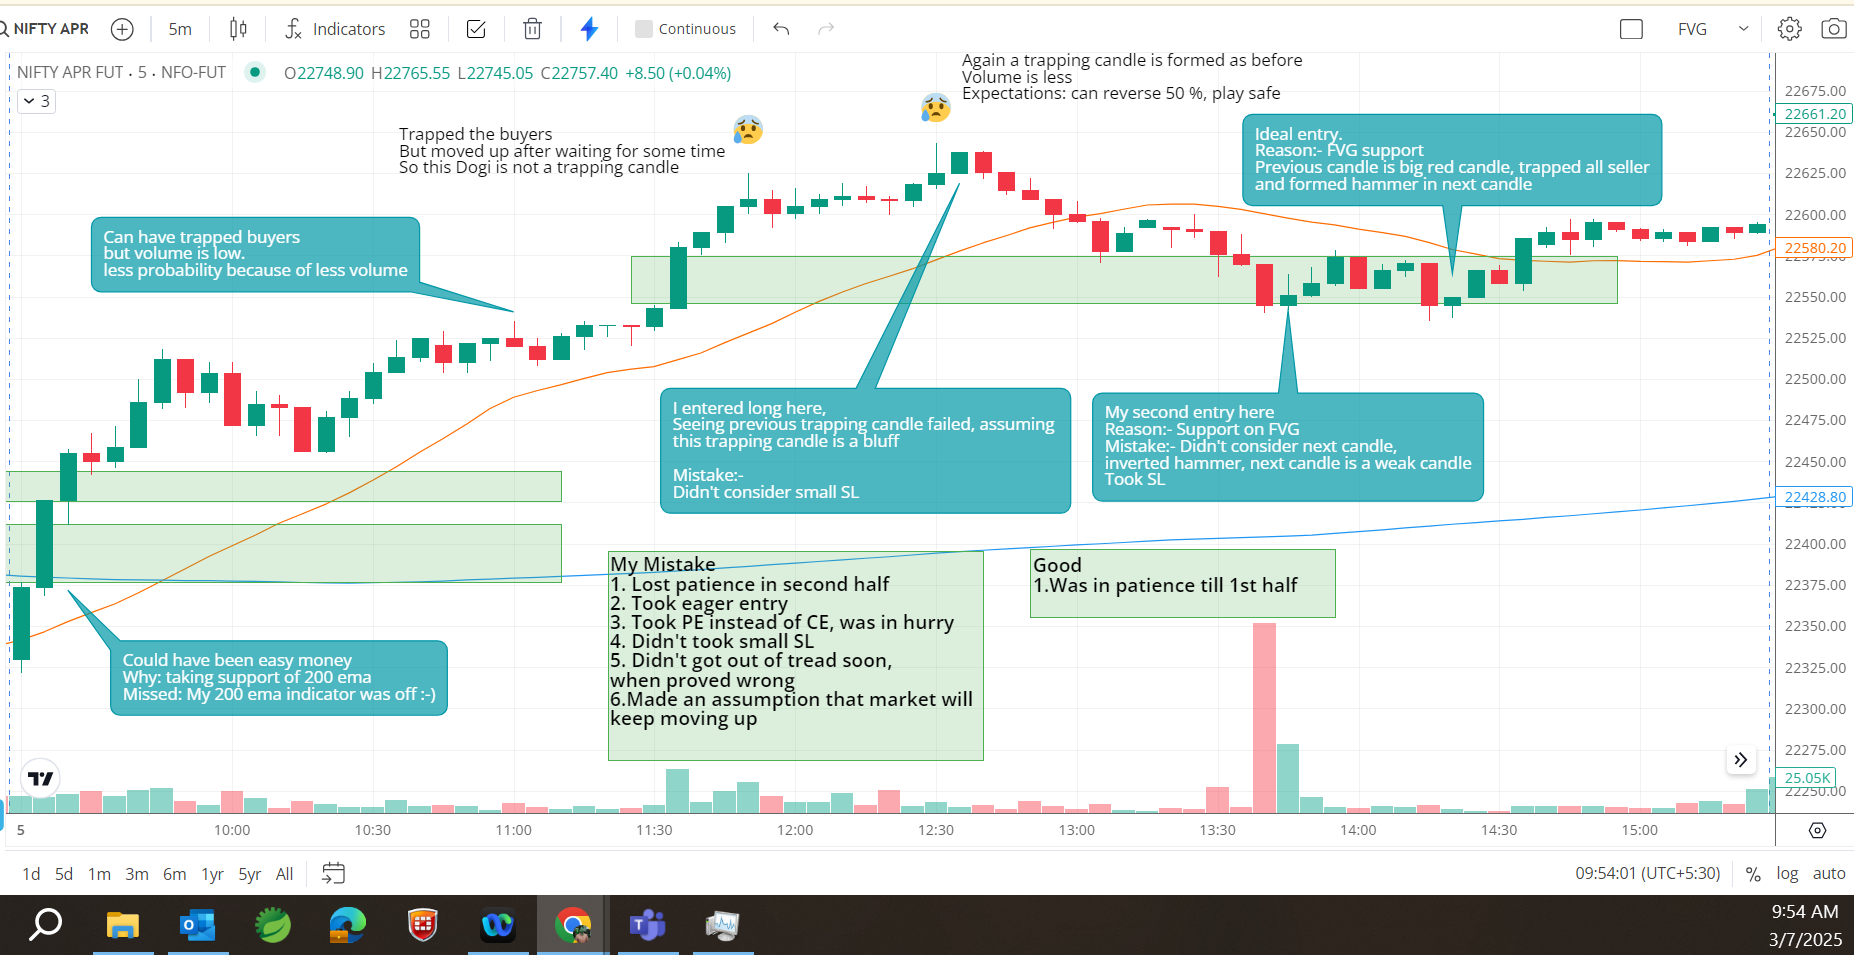 NIFTY APR
5m
Indicators
Continuous
FVG
NIFTY APR FUT · 5 · NFO-FUT
O22748.90 H22765.55 L22745.05 C22757.40 +8.50 (+0.04%)
3
Again a trapping candle is formed as before
Volume is less
Expectations: can reverse 50 %, play safe
Trapped the buyers
But moved up after waiting for some time
So this Dogi is not a trapping candle
Ideal entry.
Reason:- FVG support
Previous candle is big red candle, trapped all seller
and formed hammer in next candle
Can have trapped buyers
but volume is low.
less probability because of less volume
I entered long here,
Seeing previous trapping candle failed, assuming
this trapping candle is a bluff
Mistake:-
Didn't consider small SL
My second entry here
Reason:- Support on FVG
Mistake:- Didn't consider next candle,
inverted hammer, next candle is a weak candle
Took SL
Could have been easy money
Why: taking support of 200 ema
Missed: My 200 ema indicator was off :-)
My Mistake
1. Lost patience in second half
2. Took eager entry
3. Took PE instead of CE, was in hurry
4. Didn't took small SL
5. Didn't got out of tread soon,
when proved wrong
6.Made an assumption that market will
keep moving up
Good
1.Was in patience till 1st half
22675.00
22661.20
22650.00
22625.00
22600.00
22580.20
22575.00
22550.00
22525.00
22500.00
22475.00
22450.00
22428.80
22400.00
22375.00
22350.00
22325.00
22300.00
22275.00
25.05K
22250.00
5
10:00
10:30
11:00
11:30
12:00
12:30
13:00
13:30
14:00
14:30
15:00
1d 5d 1m 3m 6m 1yr 5yr All
09:54:01 (UTC+5:30)
% log auto
9:54 AM
3/7/2025